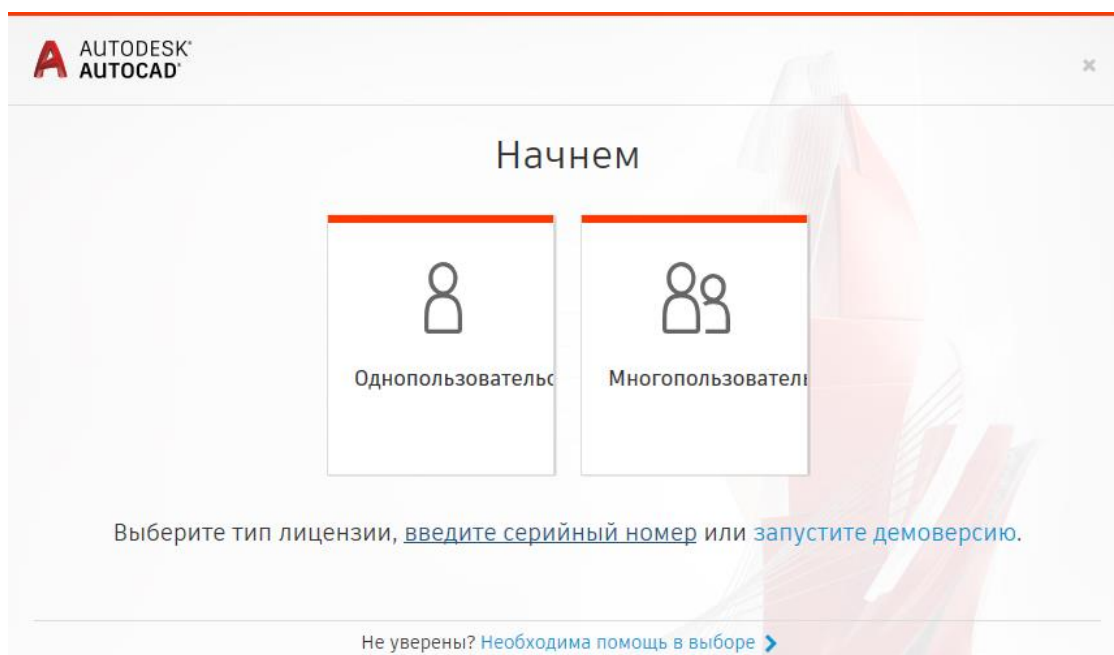 AUTODESK®
AUTOCAD®
Начнем
Однопользовательс
Многопользовател
Выберите тип лицензии, введите серийный номер или запустите демоверсию.
Не уверены? Необходима помощь в выборе